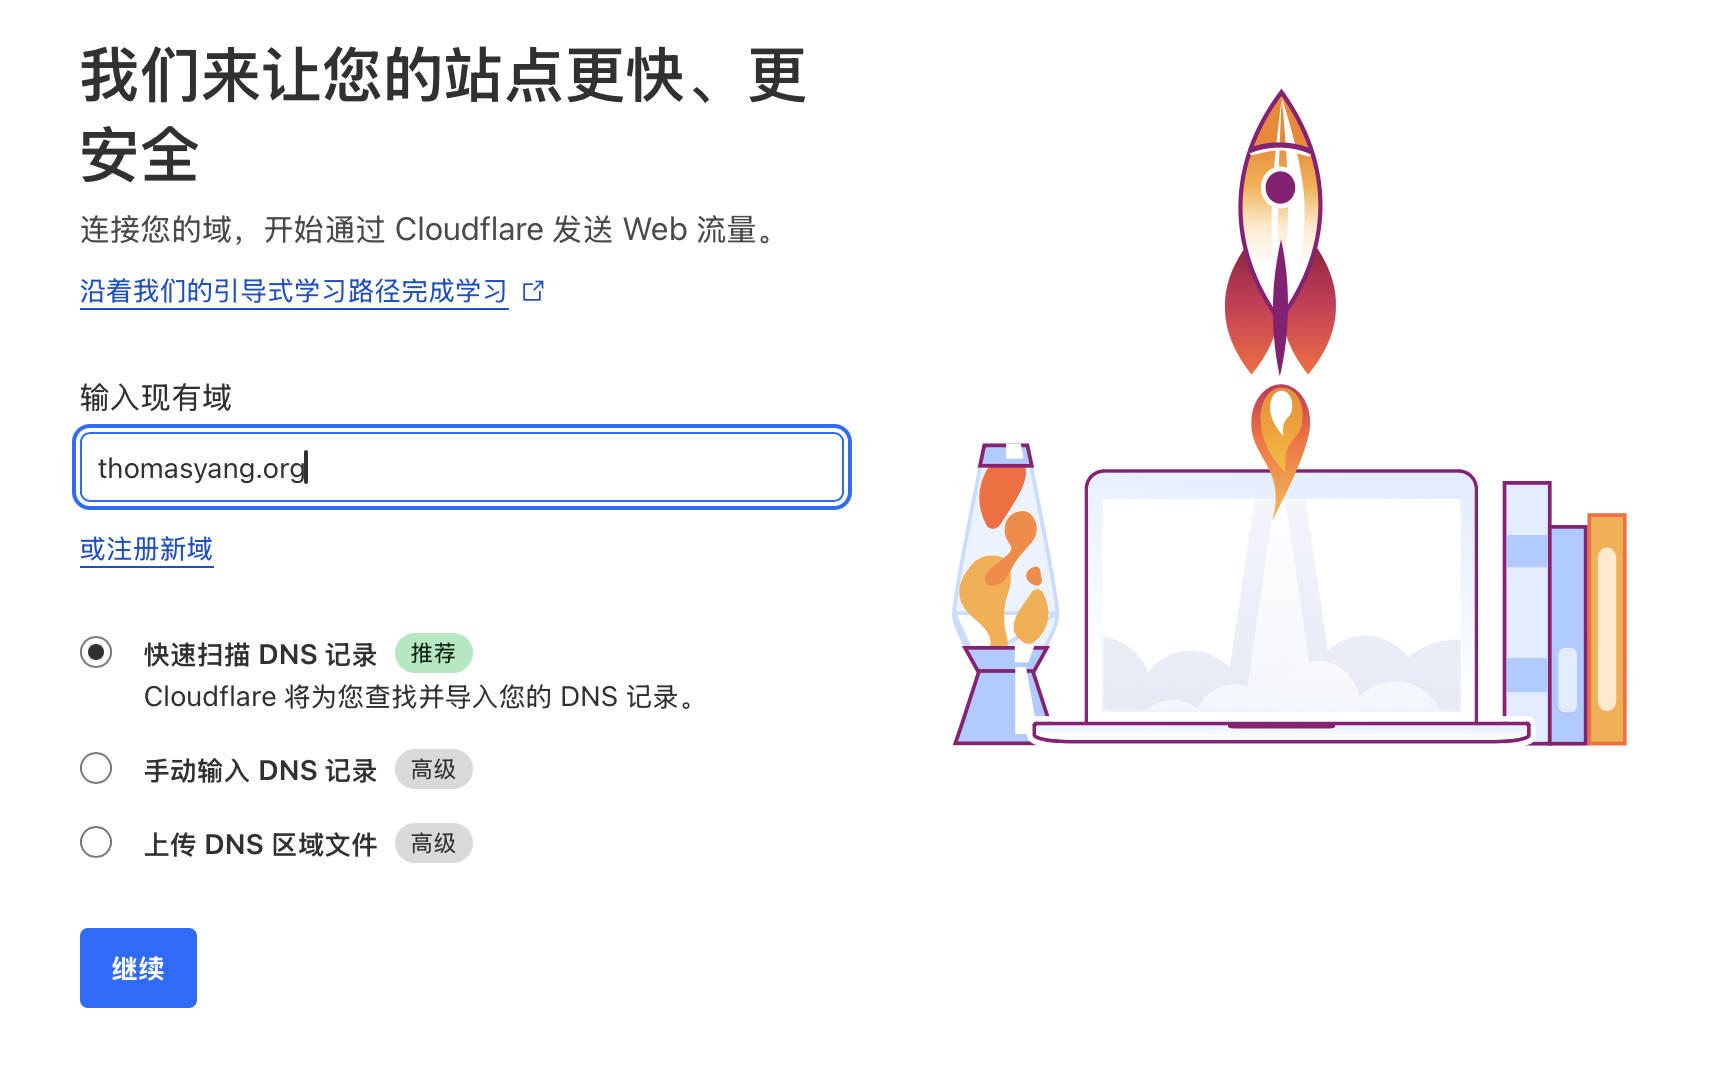 我们来让您的站点更快、更
安全
连接您的域，开始通过 Cloudflare 发送 Web 流量。
沿着我们的引导式学习路径完成学习
输入现有域
thomasyang.org
或注册新域
快速扫描 DNS 记录 推荐
Cloudflare 将为您查找并导入您的 DNS 记录。
手动输入 DNS 记录 高级
上传 DNS 区域文件 高级
继续